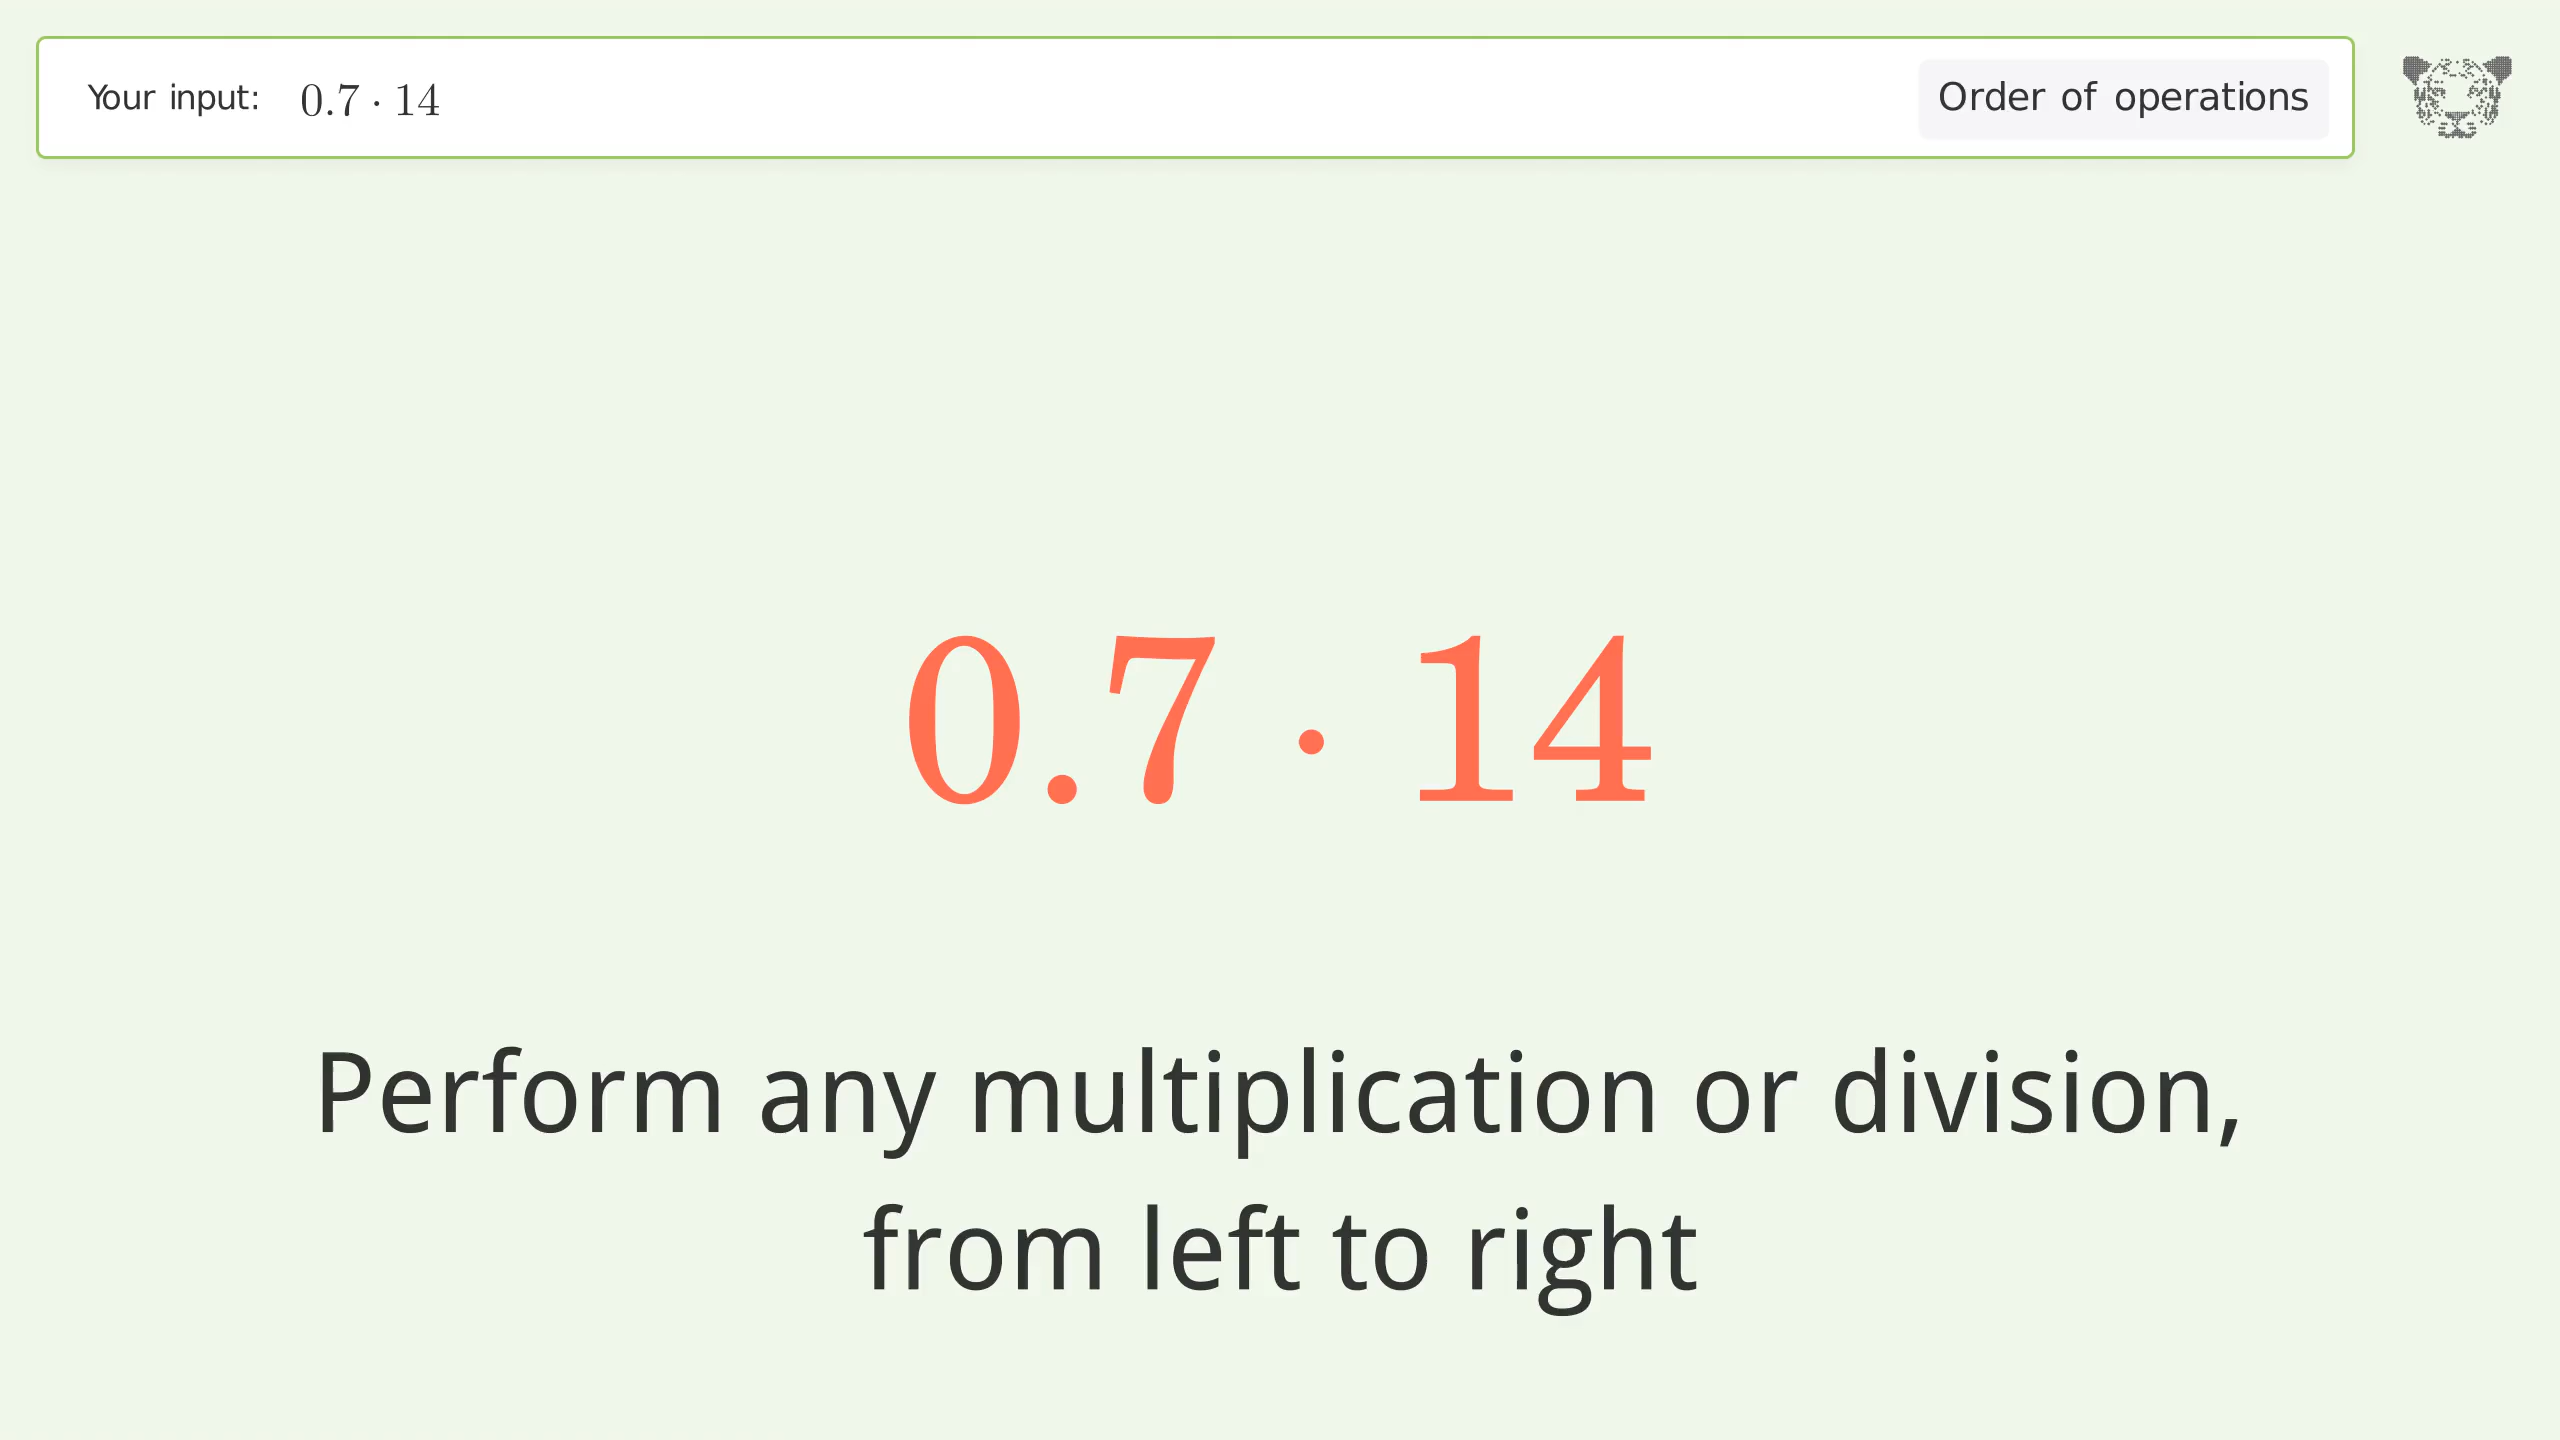 Your input: 0.7 · 14 Order of operations
0.7 · 14
Perform any multiplication or division,
from left to right